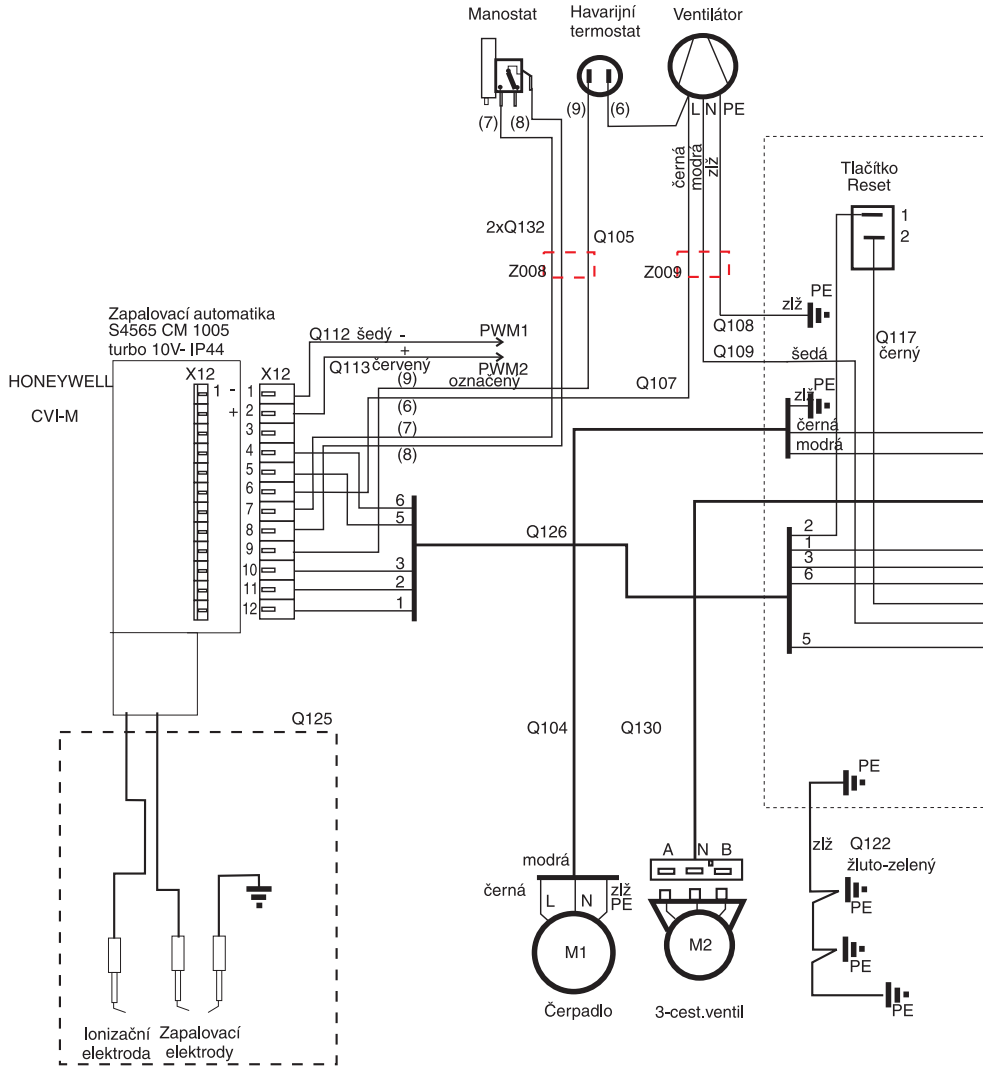 Manostat
Havarijní
termostat
Ventilátor
(7)
(8)
(9)
(6)
L N PE
černá
modrá
zlž
Tlačítko
Reset
1
2
2xQ132
Q105
Z008
Z009
zlž
PE
Q108
Q109
šedá
Q117
černý
Zapalovací automatika
S4565 CM 1005
turbo 10V- IP44
HONEYWELL
CVI-M
X12
1 -
+
X12
1
2
3
4
5
6
7
8
9
10
11
12
Q112 šedý -
PWM1
+
Q113 červený
PWM2
(9)
označený
(6)
(7)
(8)
Q107
zlž
PE
černá
modrá
6
5
3
2
1
Q126
2
1
3
6
5
Q125
Q104
Q130
PE
zlž
Q122
žluto-zelený
PE
PE
PE
modrá
černá
L
N
zlž
PE
M1
Čerpadlo
A
N
B
M2
3-cest.ventil
Ionizační
elektroda
Zapalovací
elektrody